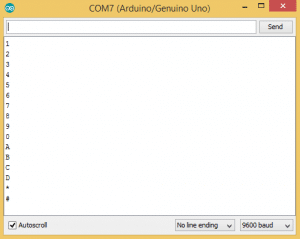 COM7 (Arduino/Genuino Uno)
Send
1
2
3
4
5
6
7
8
9
0
A
B
C
D
*
#
Autoscroll
No line ending
9600 baud